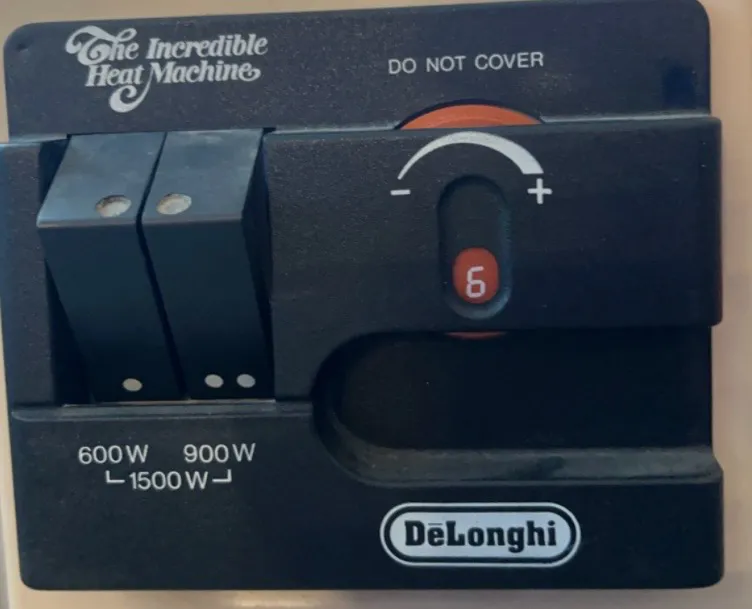 The Incredible
Heat Machine
DO NOT COVER
- +
6
600W 900W
1500W
DēLonghi